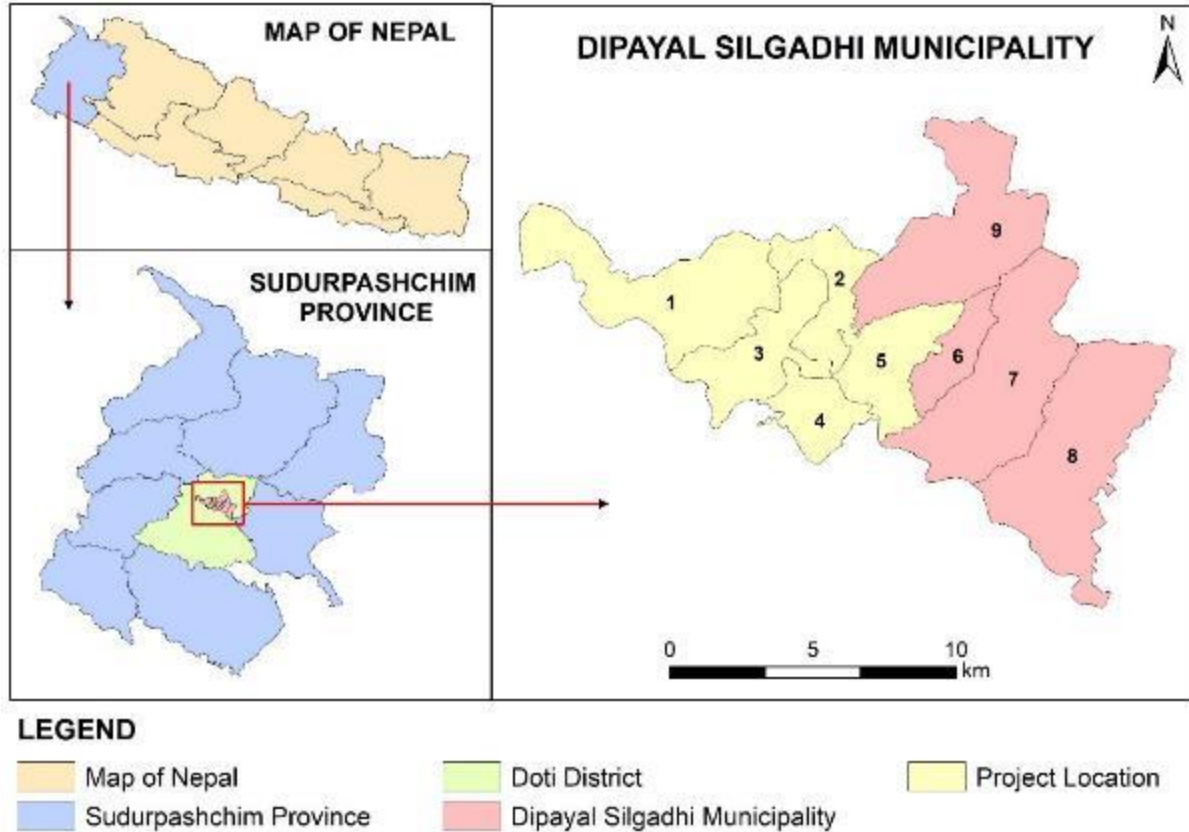 MAP OF NEPAL
SUDURPASHCHIM
PROVINCE
DIPAYAL SILGADHI MUNICIPALITY
N
9
2
1
3
5
6
7
4
8
0 5 10
km
LEGEND
Map of Nepal
Doti District
Project Location
Sudurpashchim Province
Dipayal Silgadhi Municipality